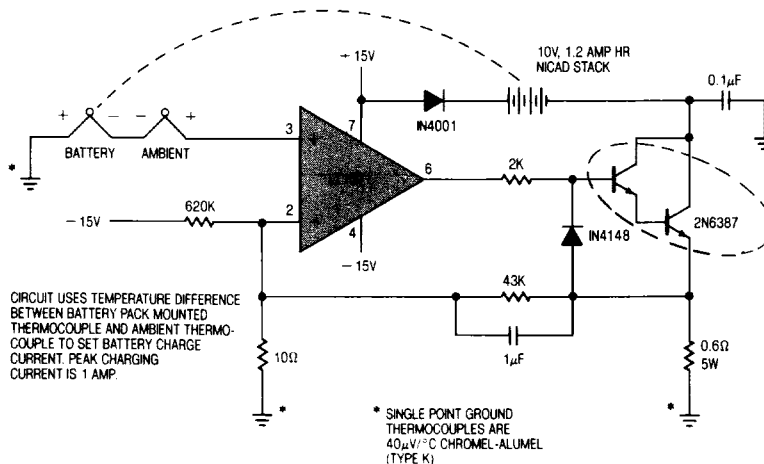 +15V
10V, 1.2 AMP HR
NICAD STACK
0.1μF
IN4001
+ - - +
BATTERY AMBIENT
*
3
7
6
2K
2N6387
-15V
620K
2
4
-15V
IN4148
43K
1μF
CIRCUIT USES TEMPERATURE DIFFERENCE
BETWEEN BATTERY PACK MOUNTED
THERMOCOUPLE AND AMBIENT THERMO-
COUPLE TO SET BATTERY CHARGE
CURRENT. PEAK CHARGING
CURRENT IS 1 AMP.
10Ω
*
0.6Ω
5W
*
* SINGLE POINT GROUND
THERMOCOUPLES ARE
40μV/°C CHROMEL-ALUMEL
(TYPE K)